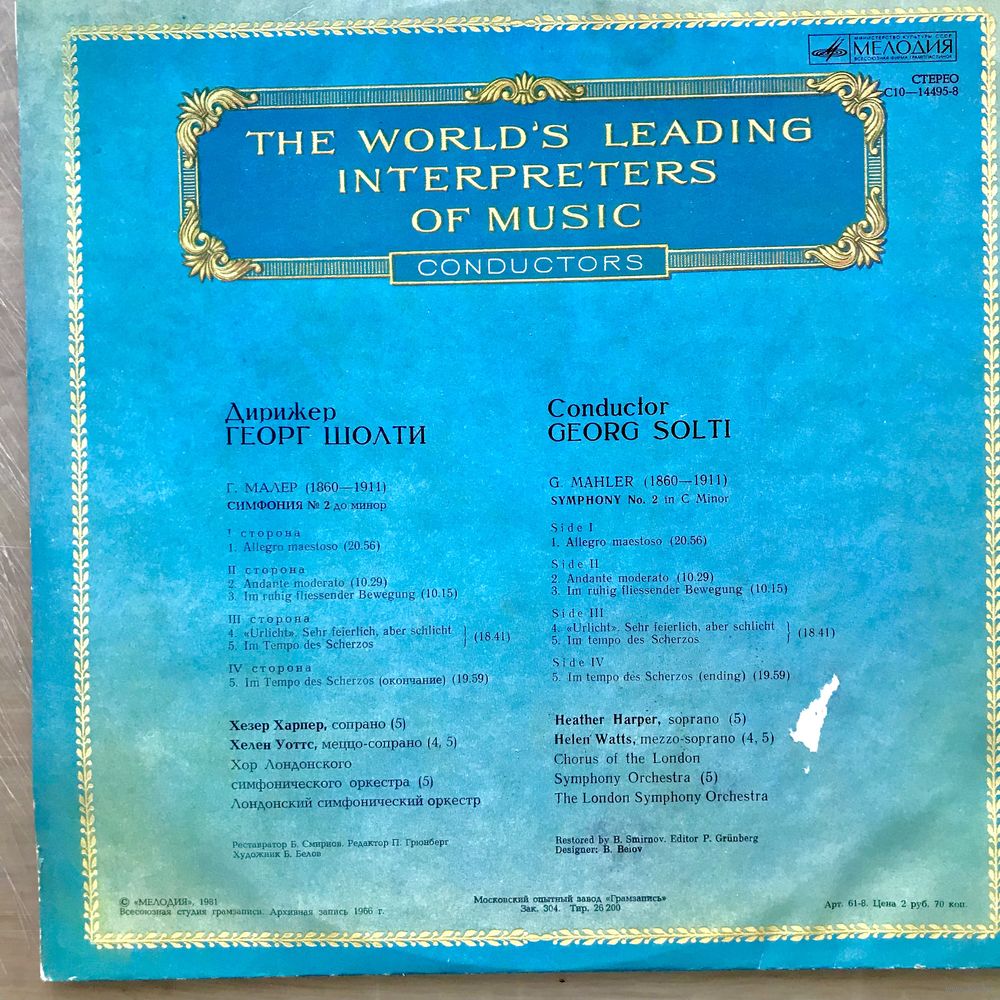 МИНИСТЕРСТВО КУЛЬТУРЫ СССР
МЕЛОДИЯ
ВСЕСОЮЗНАЯ ФИРМА ГРАМПЛАСТИНОК
СТЕРЕО
С10—14495-8
THE WORLD'S LEADING
INTERPRETERS
OF MUSIC
CONDUCTORS
Дирижер
ГЕОРГ ШОЛТИ
Г. МАЛЕР (1860—1911)
СИМФОНИЯ № 2 до минор
I сторона
1. Allegro maestoso (20.56)
II сторона
2. Andante moderato (10.29)
3. Im ruhig fliessender Bewegung (10.15)
III сторона
4. «Urlicht». Sehr feierlich, aber schlicht
5. Im Tempo des Scherzos
(18.41)
IV сторона
5. Im Tempo des Scherzos (окончание) (19.59)
Хезер Харпер, сопрано (5)
Хелен Уоттс, меццо-сопрано (4, 5)
Хор Лондонского
симфонического оркестра (5)
Лондонский симфонический оркестр
Реставратор Б. Смирнов. Редактор П. Грюнберг
Художник Б. Белов
Conductor
GEORG SOLTI
G. MAHLER (1860—1911)
SYMPHONY No. 2 in C Minor
Side I
1. Allegro maestoso (20.56)
Side II
2. Andante moderato (10.29)
3. Im ruhig fliessender Bewegung (10.15)
Side III
4. «Urlicht». Sehr feierlich, aber schlicht
5. Im tempo des Scherzos
(18.41)
Side IV
5. Im tempo des Scherzos (ending) (19.59)
Heather Harper, soprano (5)
Helen Watts, mezzo-soprano (4, 5)
Chorus of the London
Symphony Orchestra (5)
The London Symphony Orchestra
Restored by B. Smirnov. Editor P. Grünberg
Designer: B. Belov
© «МЕЛОДИЯ», 1981
Всесоюзная студия грамзаписи. Архивная запись 1966 г.
Московский опытный завод «Грамзапись»
Зак. 304. Тир. 26 200
Арт. 61-8. Цена 2 руб. 70 коп.